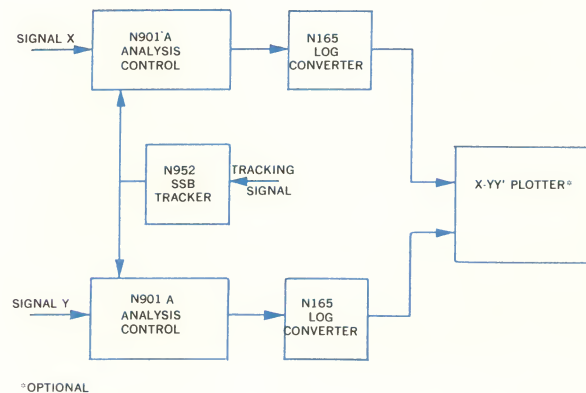 SIGNAL X
N901A
ANALYSIS
CONTROL
N165
LOG
CONVERTER
N952
SSB
TRACKER
TRACKING
SIGNAL
X-YY' PLOTTER*
SIGNAL Y
N901 A
ANALYSIS
CONTROL
N165
LOG
CONVERTER
*OPTIONAL